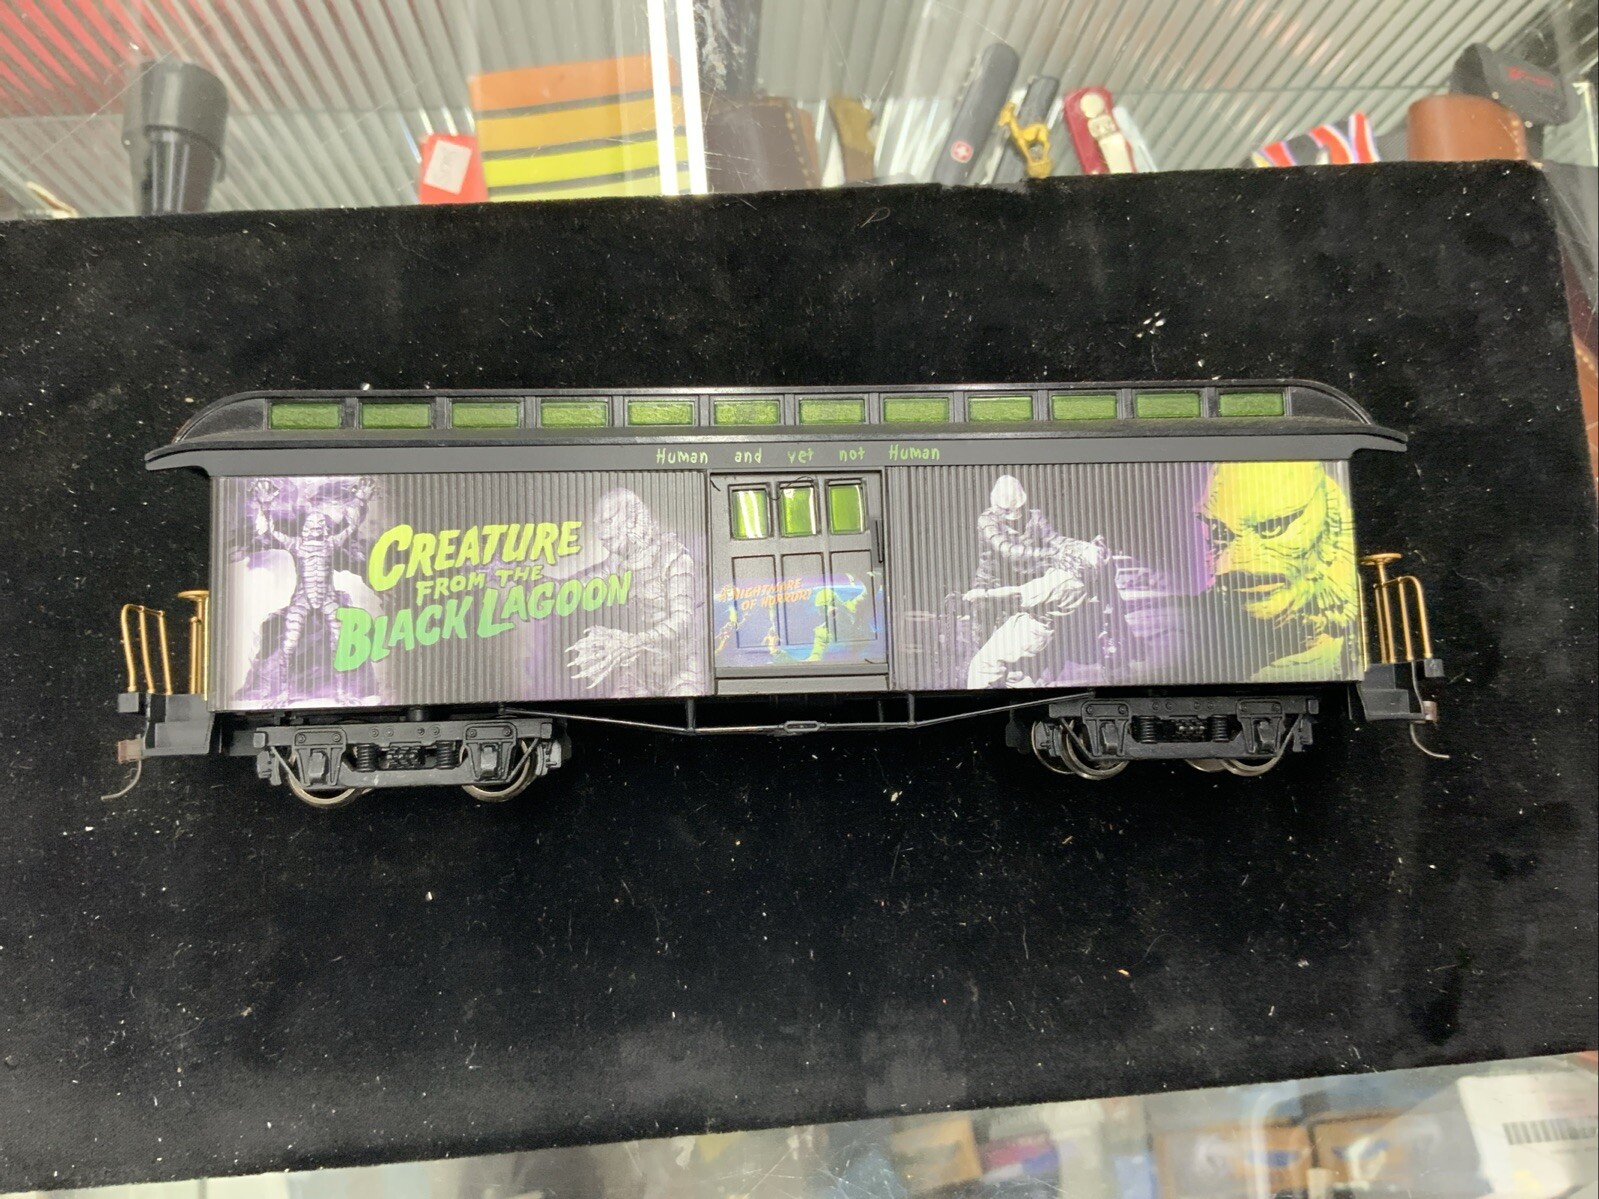 Human and yet not Human
CREATURE
FROM THE
BLACK LAGOON
A NIGHTMARE
OF HORROR!